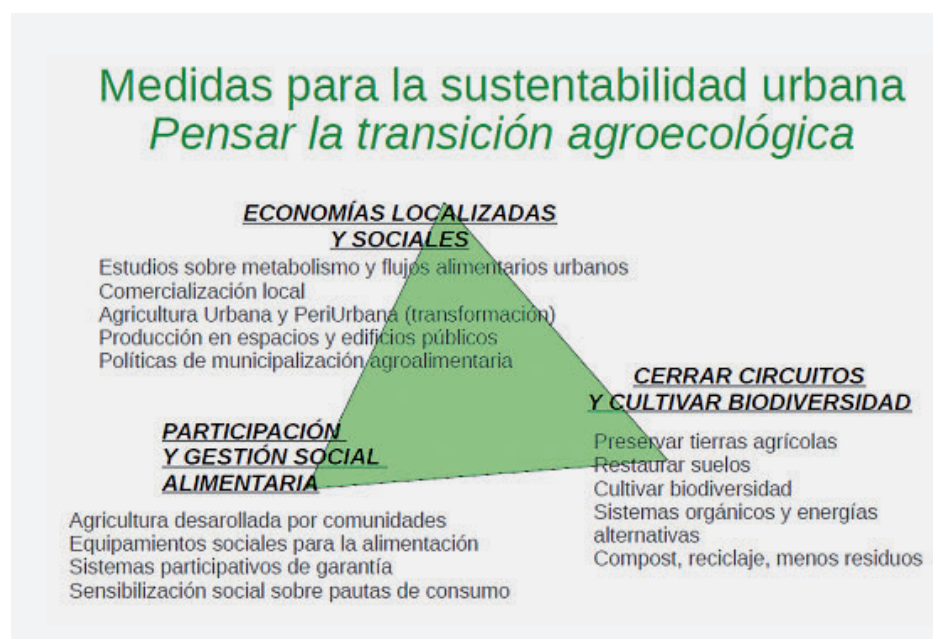 Medidas para la sustentabilidad urbana
Pensar la transición agroecológica
ECONOMÍAS LOCALIZADAS
Y SOCIALES
Estudios sobre metabolismo y flujos alimentarios urbanos
Comercialización local
Agricultura Urbana y PeriUrbana (transformación)
Producción en espacios y edificios públicos
Políticas de municipalización agroalimentaria
CERRAR CIRCUITOS
Y CULTIVAR BIODIVERSIDAD
Preservar tierras agrícolas
Restaurar suelos
Cultivar biodiversidad
Sistemas orgánicos y energías
alternativas
Compost, reciclaje, menos residuos
PARTICIPACIÓN
Y GESTIÓN SOCIAL
ALIMENTARIA
Agricultura desarollada por comunidades
Equipamientos sociales para la alimentación
Sistemas participativos de garantía
Sensibilización social sobre pautas de consumo